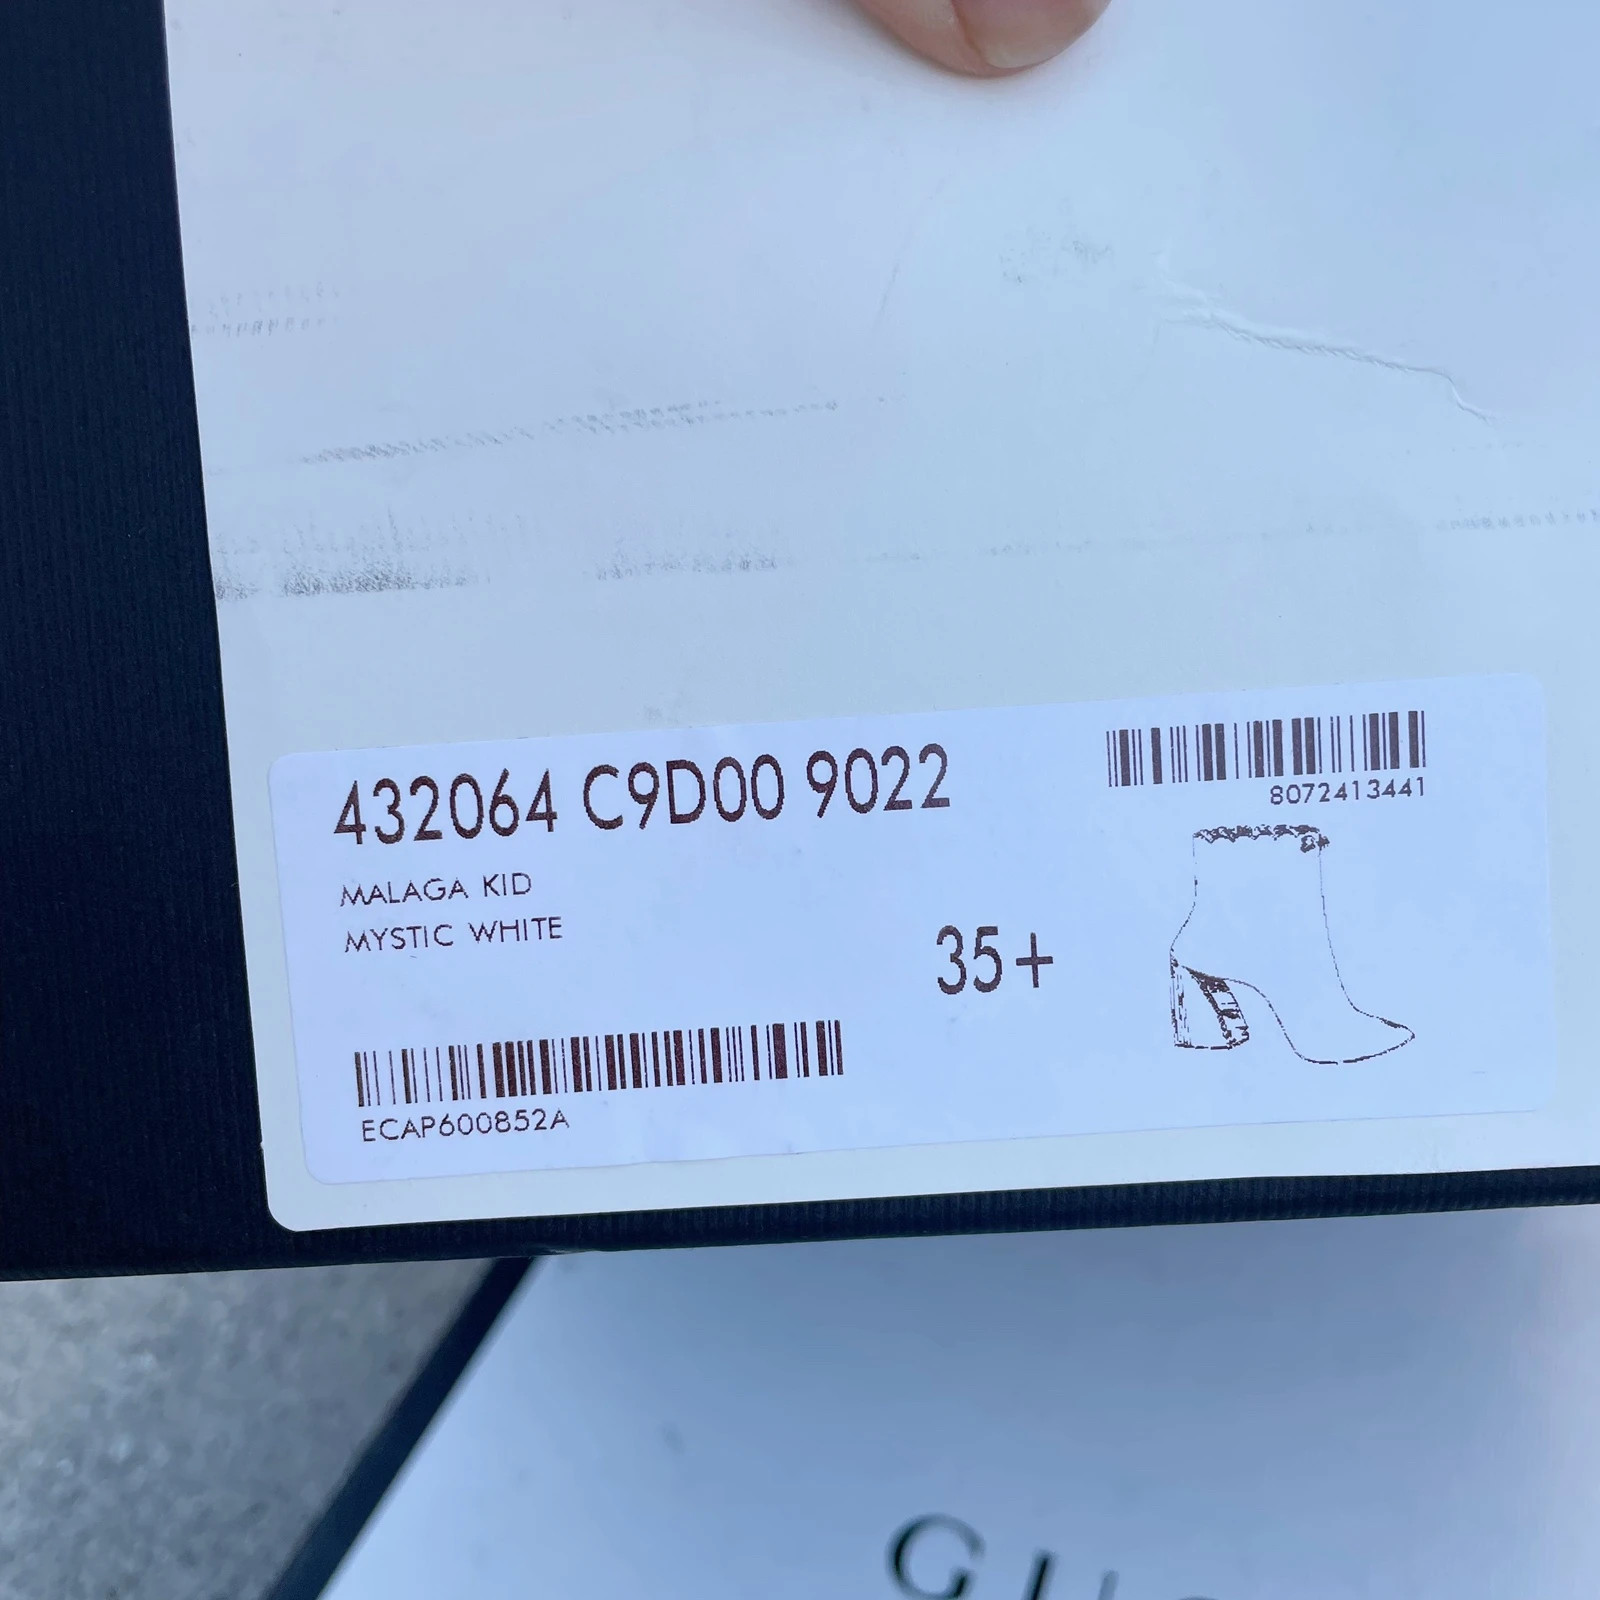 432064 C9D00 9022
8072413441
MALAGA KID
MYSTIC WHITE
35+
ECAP600852A